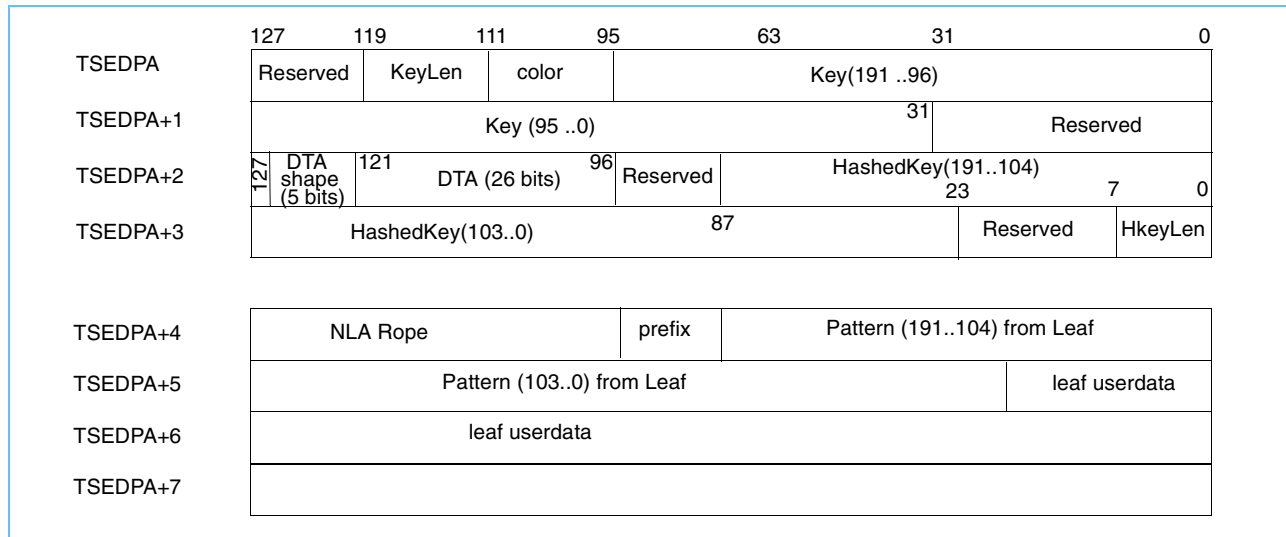 127 119 111 95 63 31 0
TSEDPA Reserved KeyLen color Key(191 ..96)
TSEDPA+1 Key (95 ..0) 31 Reserved
TSEDPA+2 127 DTA shape (5 bits) 121 DTA (26 bits) 96 Reserved HashedKey(191..104)
23 7 0
TSEDPA+3 HashedKey(103..0) 87 Reserved HkeyLen
TSEDPA+4 NLA Rope prefix Pattern (191..104) from Leaf
TSEDPA+5 Pattern (103..0) from Leaf leaf userdata
TSEDPA+6 leaf userdata
TSEDPA+7